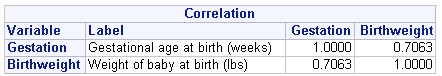 Correlation
Variable Label Gestation Birthweight
Gestation Gestational age at birth (weeks) 1.0000 0.7063
Birthweight Weight of baby at birth (lbs) 0.7063 1.0000